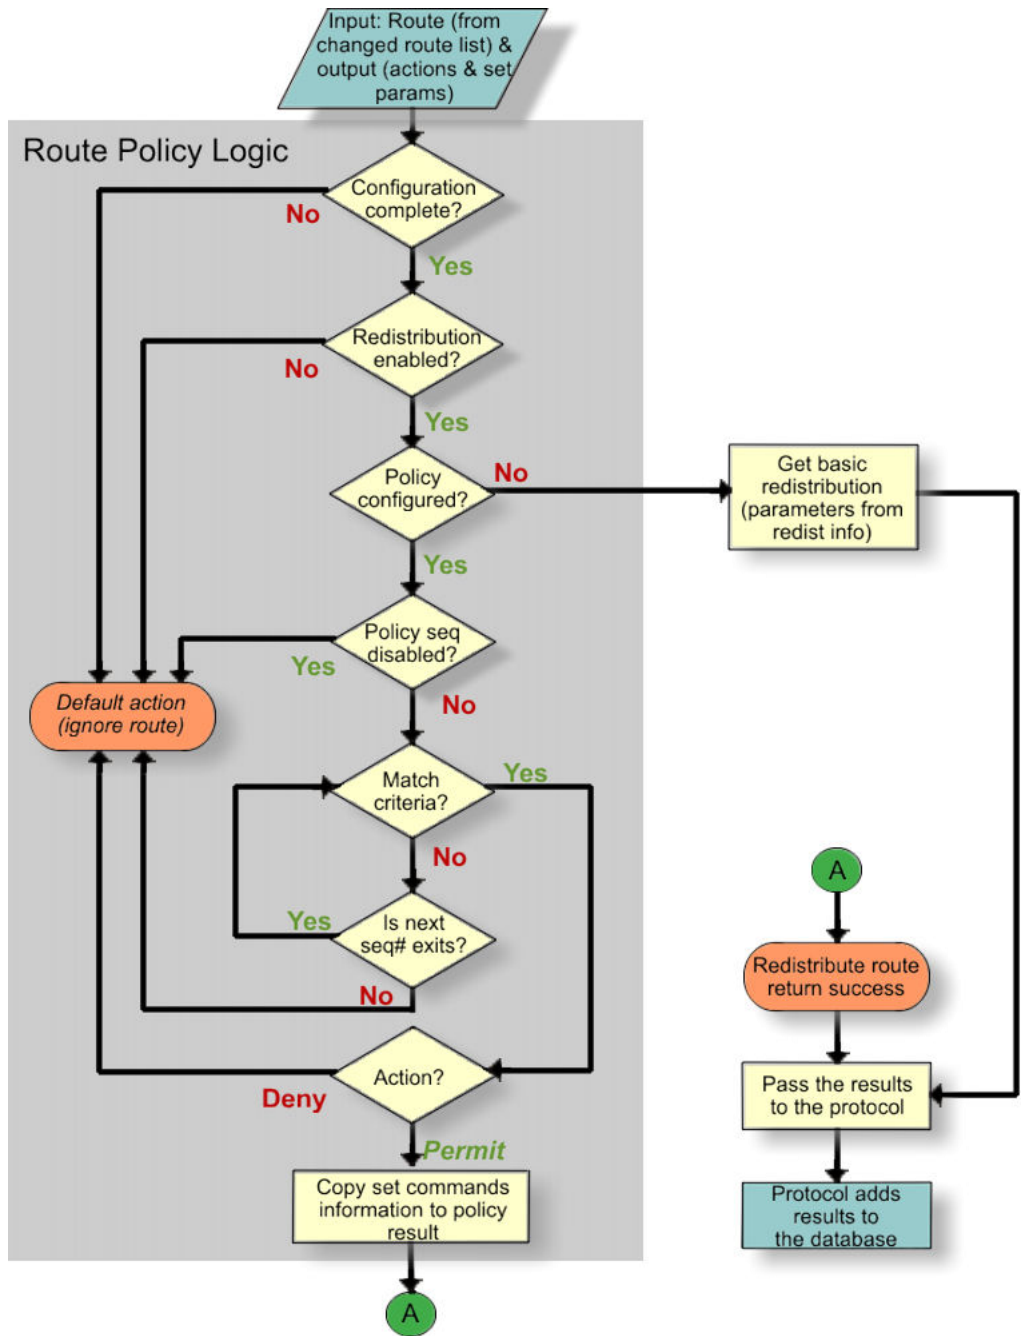 Input: Route (from
changed route list) &
output (actions & set
params)
Route Policy Logic
Configuration
complete?
No
Yes
Redistribution
enabled?
No
Yes
Policy
configured?
No
Get basic
redistribution
(parameters from
redist info)
Yes
Policy seq
disabled?
Yes
No
Default action
(ignore route)
Match
criteria?
Yes
No
Is next
seq# exits?
Yes
No
Action?
Deny
Permit
Copy set commands
information to policy
result
A
A
Redistribute route
return success
Pass the results
to the protocol
Protocol adds
results to
the database